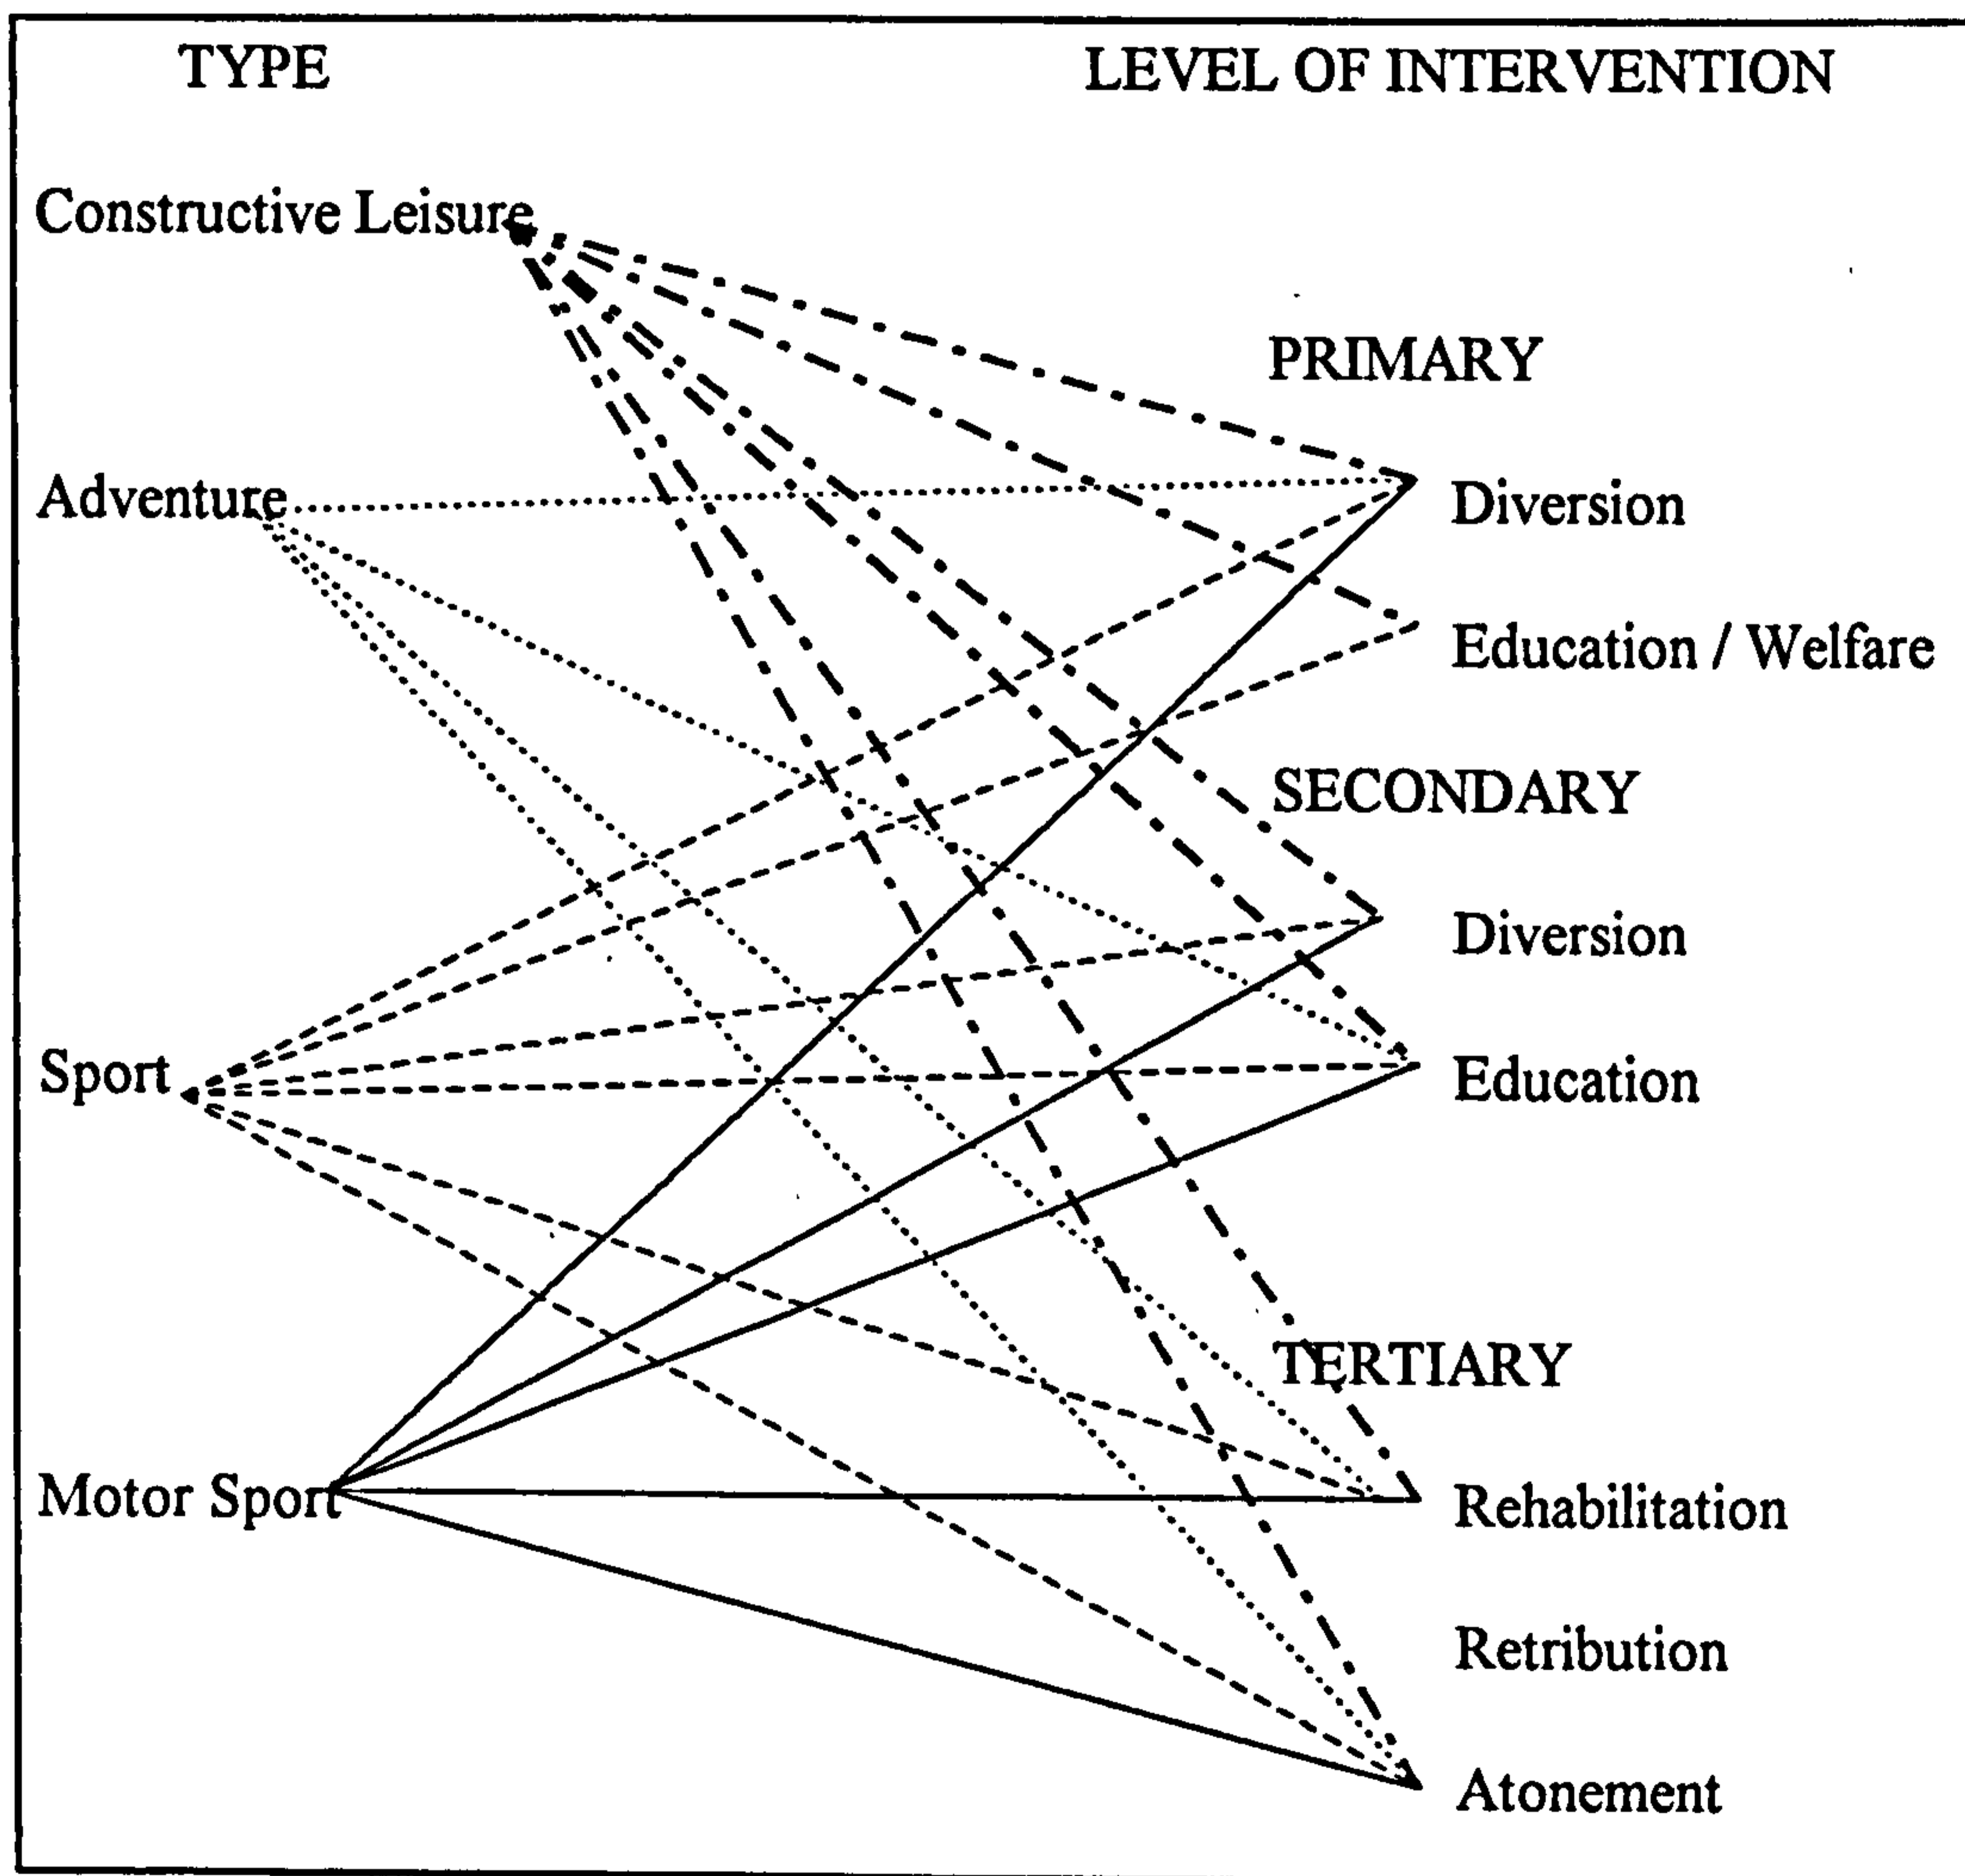 TYPE
LEVEL OF INTERVENTION
Constructive Leisure
PRIMARY
Adventure
Diversion
Education / Welfare
SECONDARY
Diversion
Sport
Education
TERTIARY
Motor Sport
Rehabilitation
Retribution
Atonement